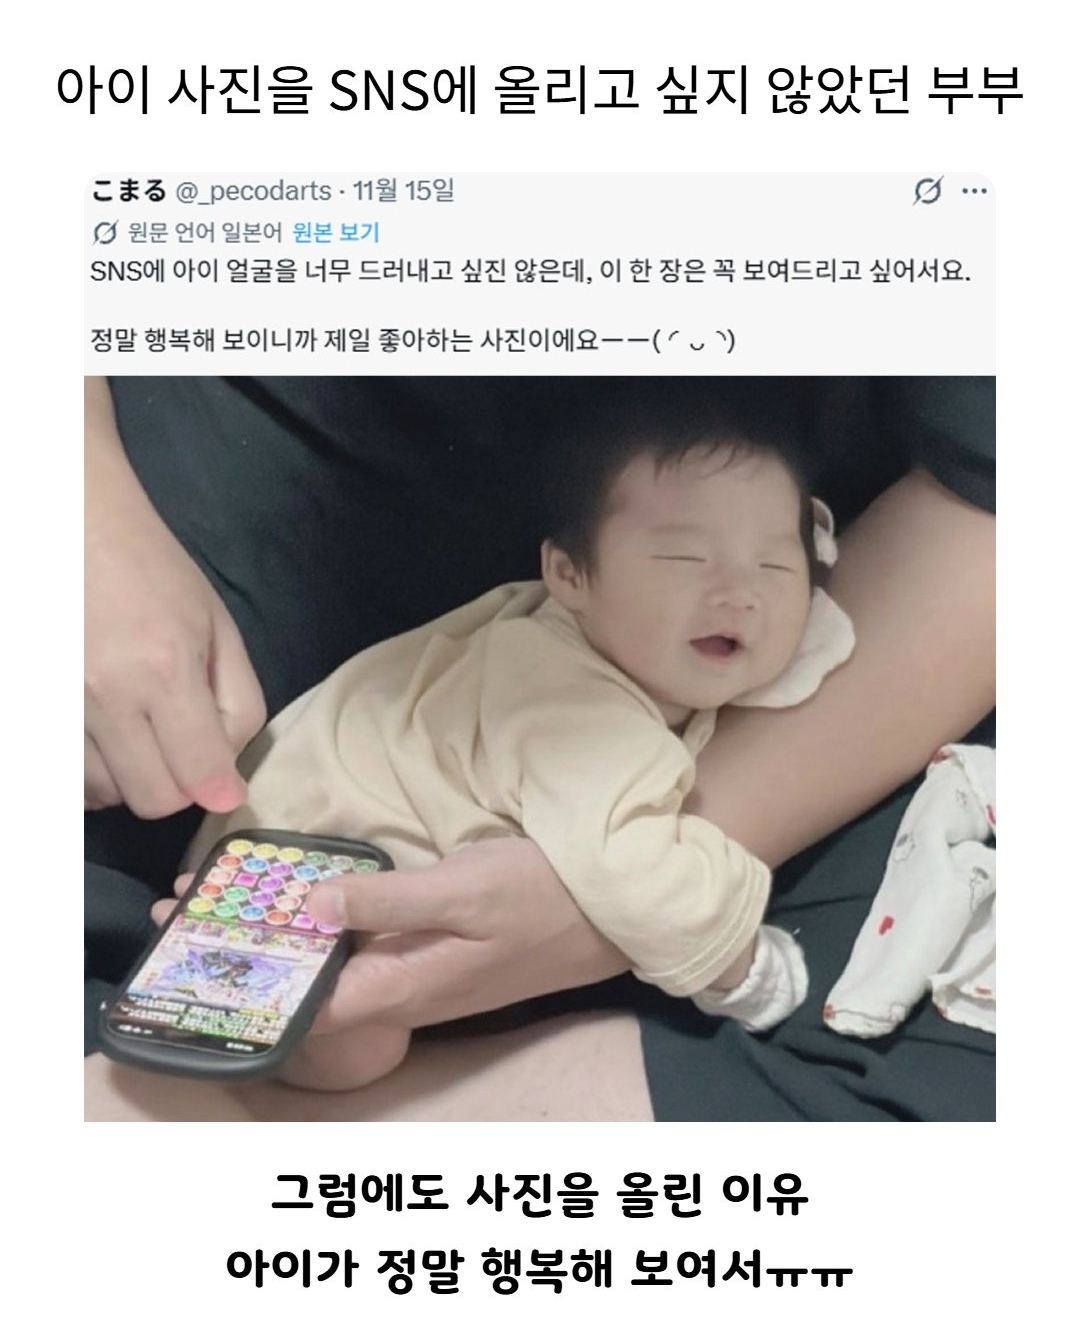 아이 사진을 SNS에 올리고 싶지 않았던 부부
こまる @_pecodarts · 11월 15일
원문 언어 일본어 원본 보기
SNS에 아이 얼굴을 너무 드러내고 싶진 않은데, 이 한 장은 꼭 보여드리고 싶어서요.
정말 행복해 보이니까 제일 좋아하는 사진이에요ーー(◜ ᴗ ◝)
그럼에도 사진을 올린 이유
아이가 정말 행복해 보여서ㅠㅠ